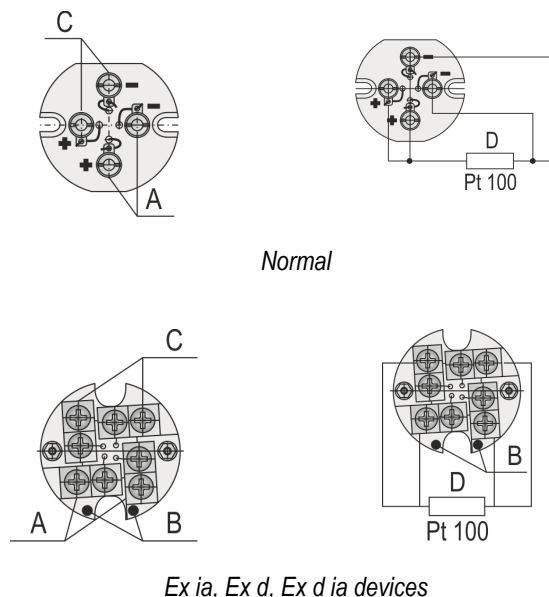 C
−
−
+
+
A
−
−
+
+
D
Pt 100
Normal
C
A
B
B
D
Pt 100
Ex ia, Ex d, Ex d ia devices